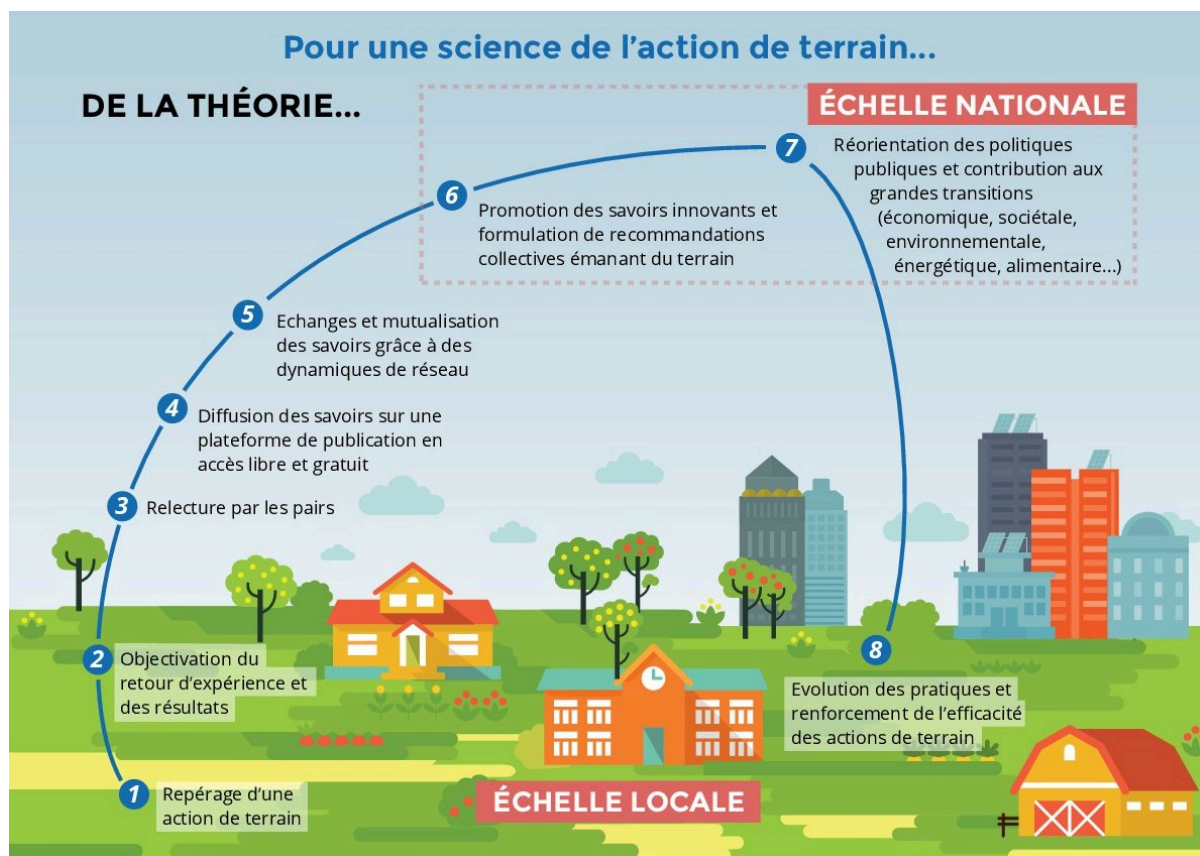 Pour une science de l'action de terrain...
DE LA THÉORIE...
ÉCHELLE NATIONALE
7
Réorientation des politiques
publiques et contribution aux
grandes transitions
(économique, sociétale,
environnementale,
énergétique, alimentaire...)
6
Promotion des savoirs innovants et
formulation de recommandations
collectives émanant du terrain
5
Echanges et mutualisation
des savoirs grâce à des
dynamiques de réseau
4
Diffusion des savoirs sur une
plateforme de publication en
accès libre et gratuit
3
Relecture par les pairs
2
Objectivation du
retour d'expérience et
des résultats
8
Evolution des pratiques et
renforcement de l'efficacité
des actions de terrain
1
Repérage d'une
action de terrain
ÉCHELLE LOCALE